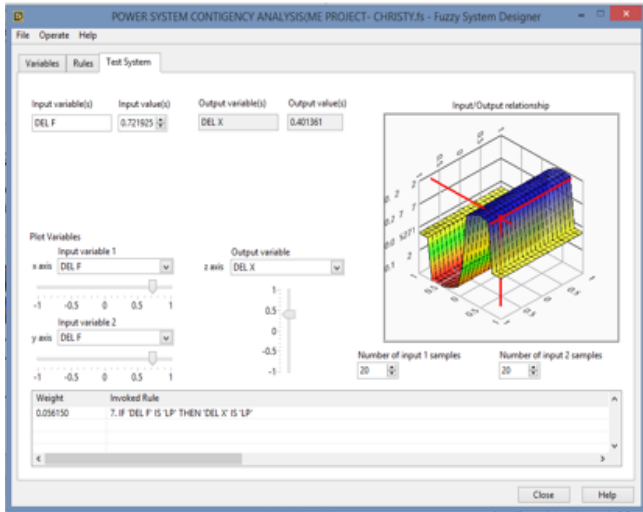 POWER SYSTEM CONTIGENCY ANALYSIS(ME PROJECT- CHRISTY.fs - Fuzzy System Designer
File Operate Help
Variables Rules Test System
Input variable(s) Input value(s) Output variable(s) Output value(s) Input/Output relationship
DEL F 0.721925 DEL X 0.401361
Plot Variables
Input variable 1 Output variable
x axis DEL F z axis DEL X
-1 -0.5 0 0.5 1
1
0.5
0
-0.5
-1
Input variable 2
y axis DEL F
-1 -0.5 0 0.5 1
Number of input 1 samples Number of input 2 samples
20 20
Weight Invoked Rule
0.056150 7. IF 'DEL F' IS 'LP' THEN 'DEL X' IS 'LP'
Close Help